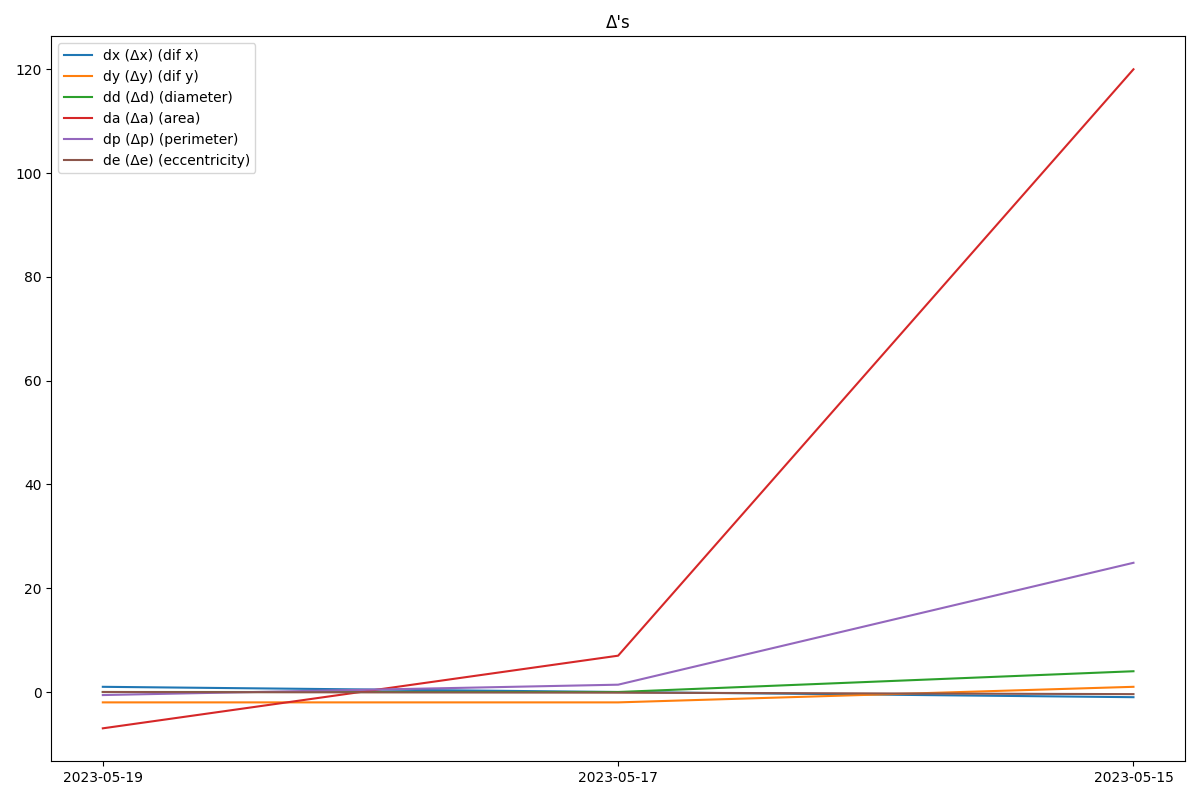 Δ's
dx (Δx) (dif x)
dy (Δy) (dif y)
dd (Δd) (diameter)
da (Δa) (area)
dp (Δp) (perimeter)
de (Δe) (eccentricity)
120
100
80
60
40
20
0
2023-05-19 2023-05-17 2023-05-15